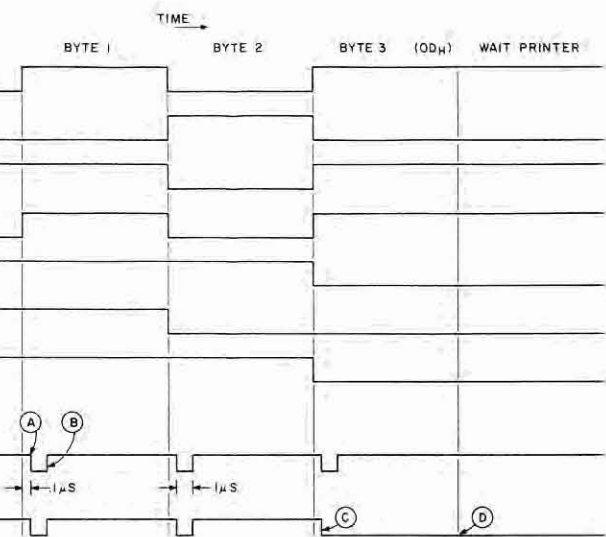 TIME
BYTE 1 BYTE 2 BYTE 3 (0DH) WAIT PRINTER
A B
.1µS 1µS
C D